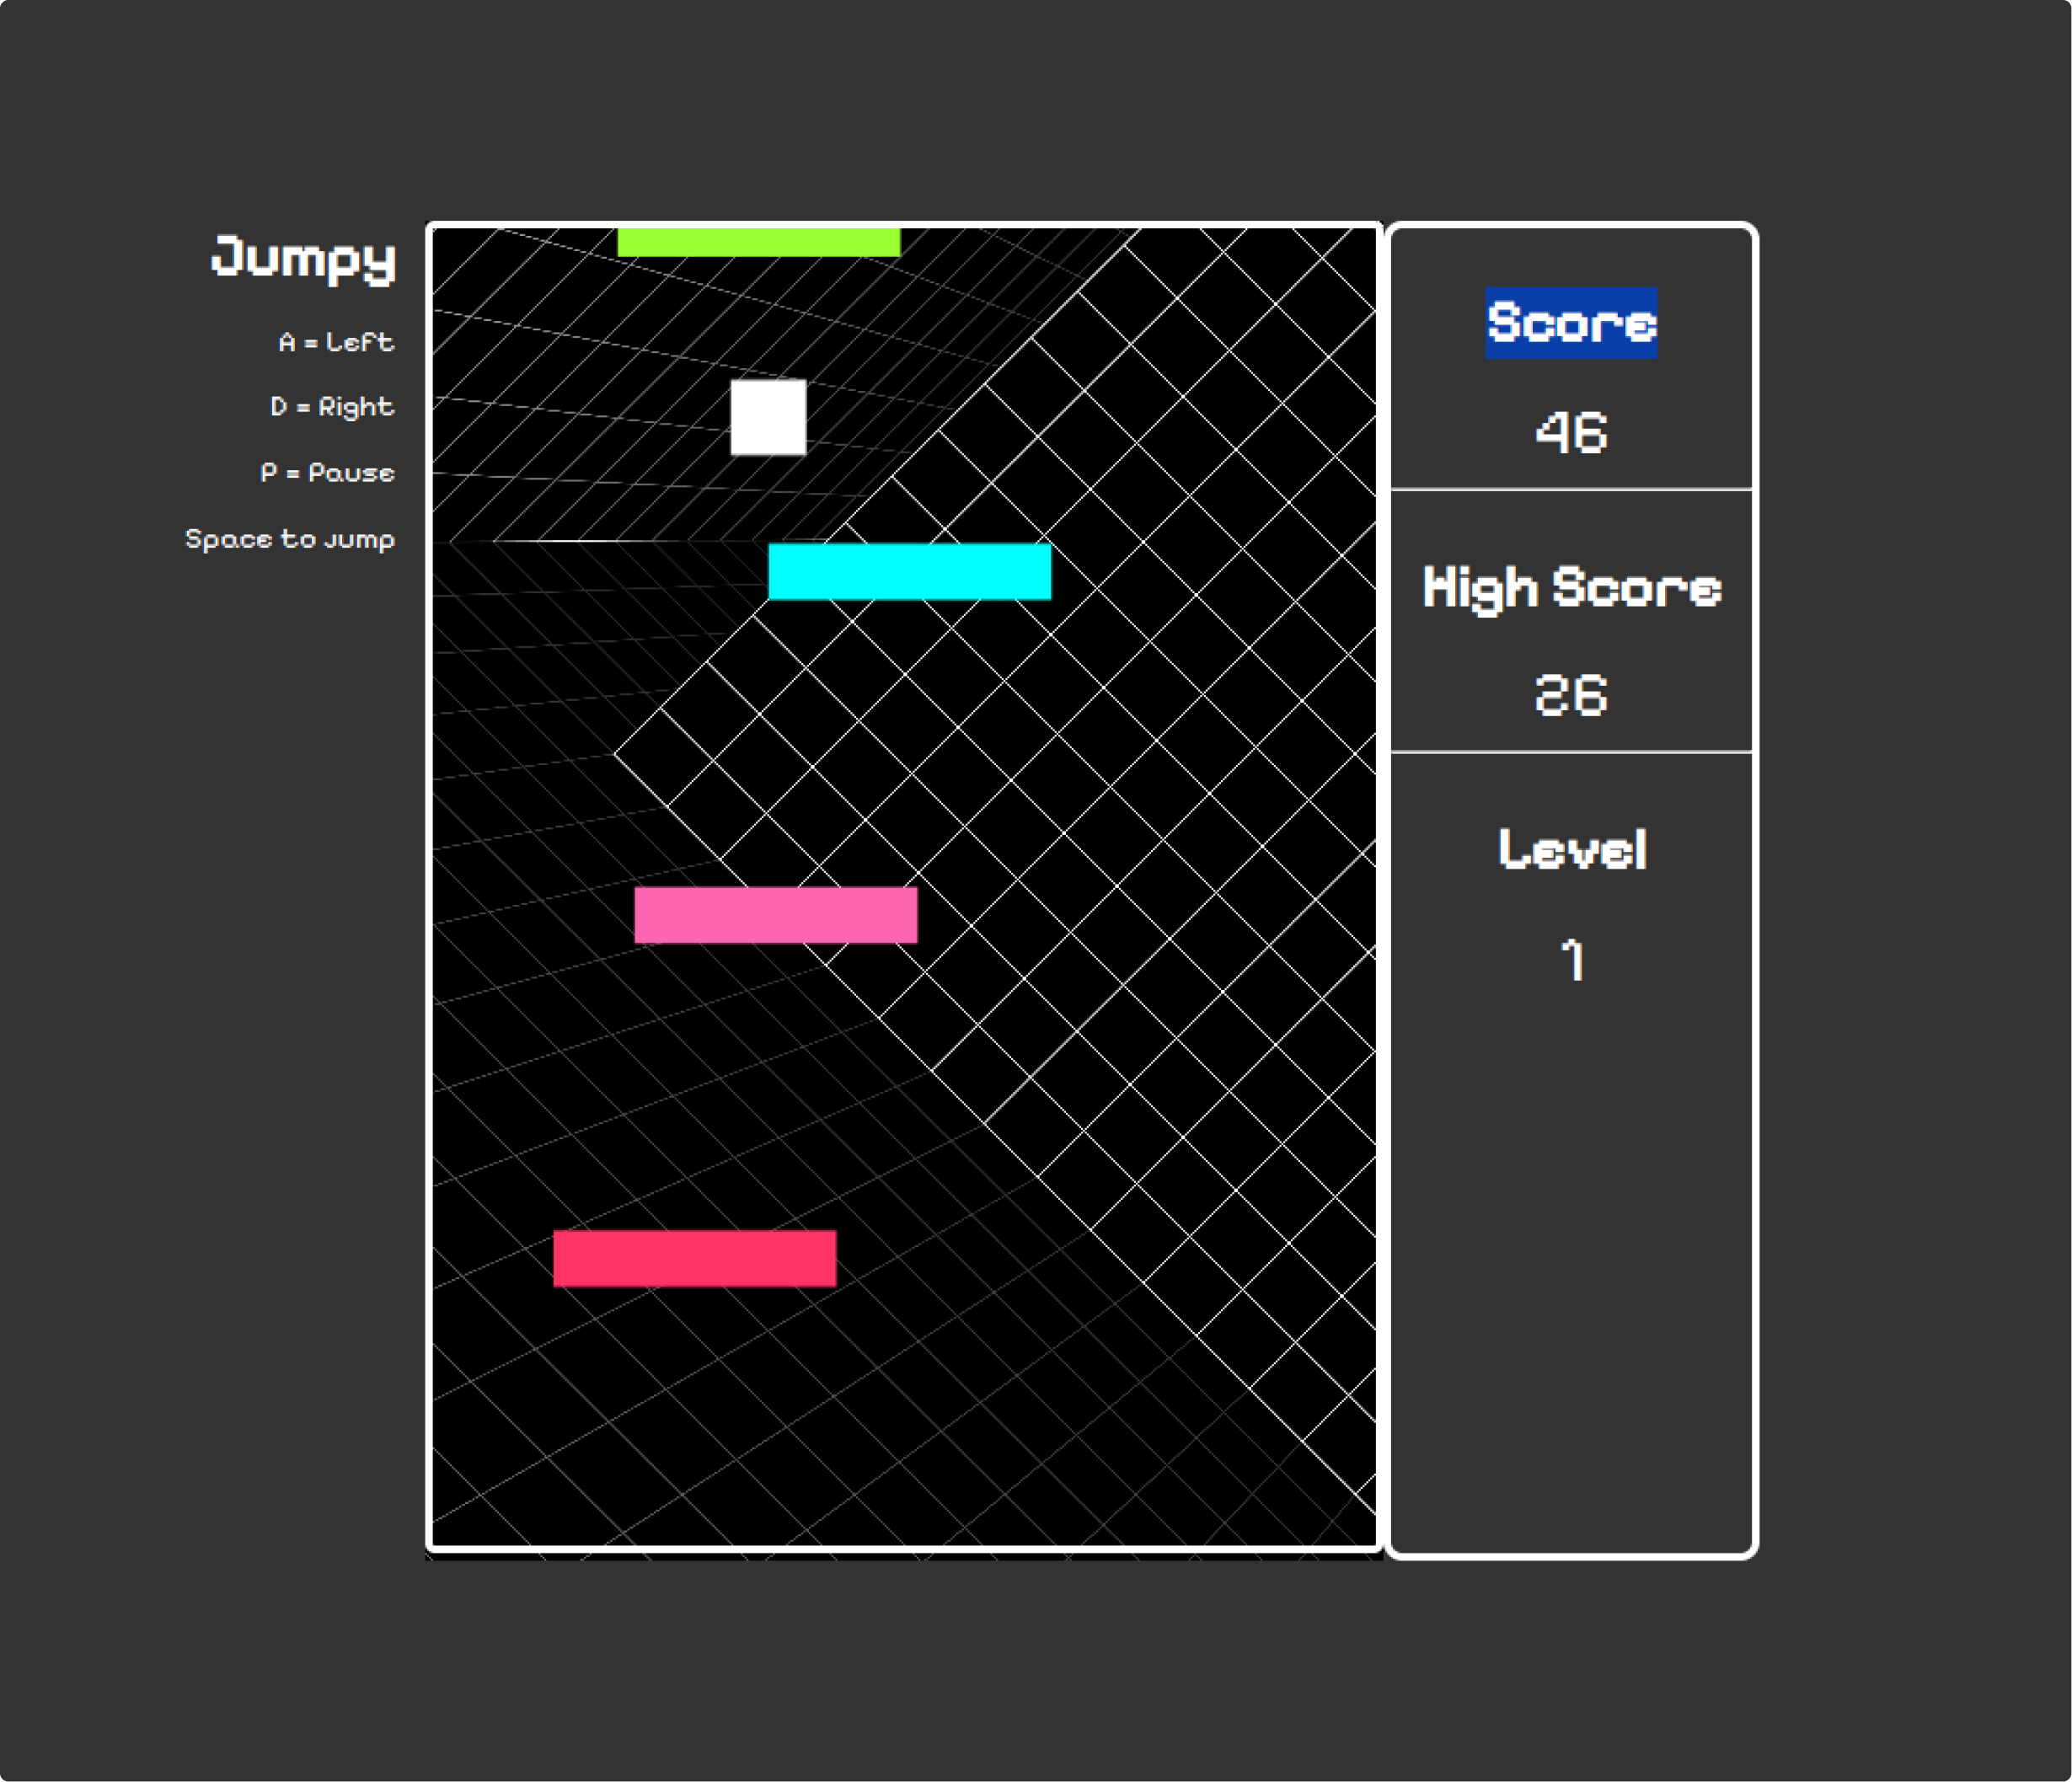 Jumpy
A = Left
D = Right
P = Pause
Space to jump
Score
46
High Score
26
Level
1